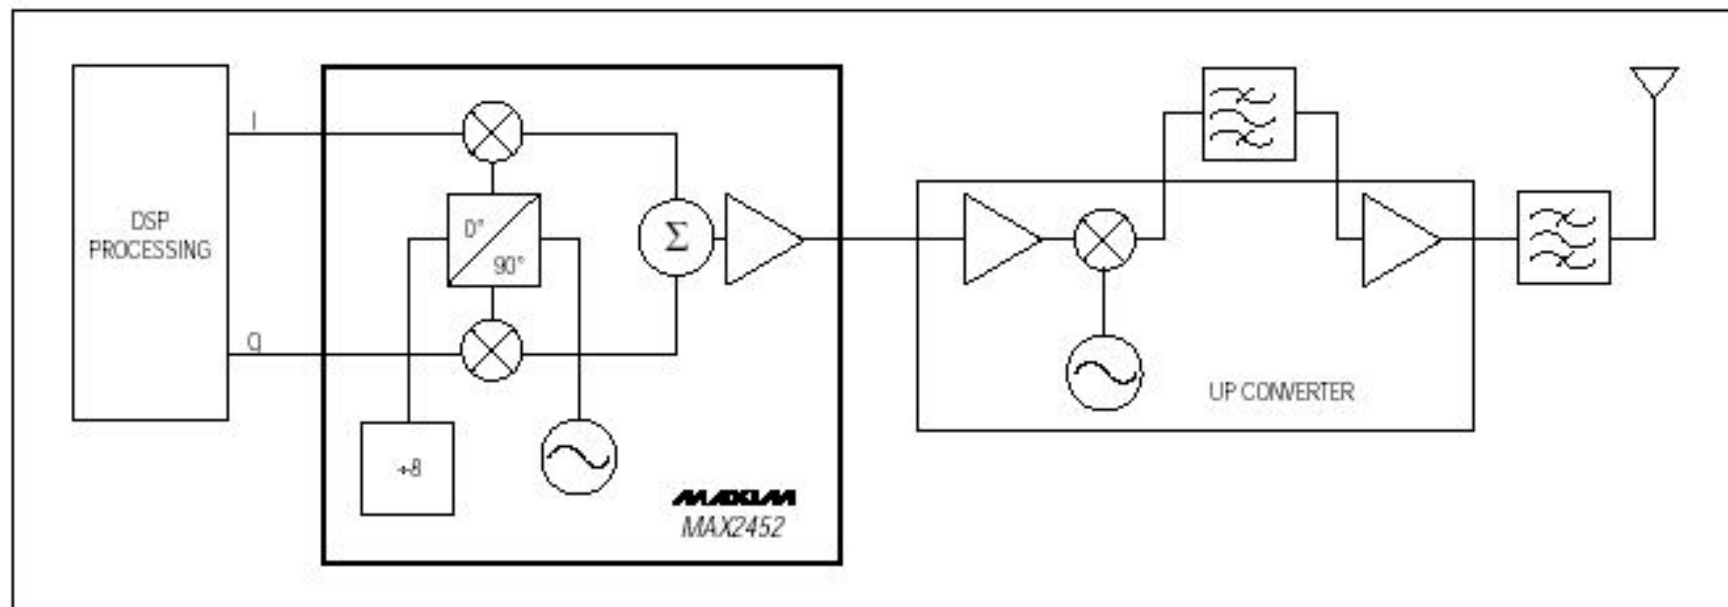 DSP
PROCESSING
I
Q
0°
90°
Σ
÷8
MAXIM
MAX2452
UP CONVERTER